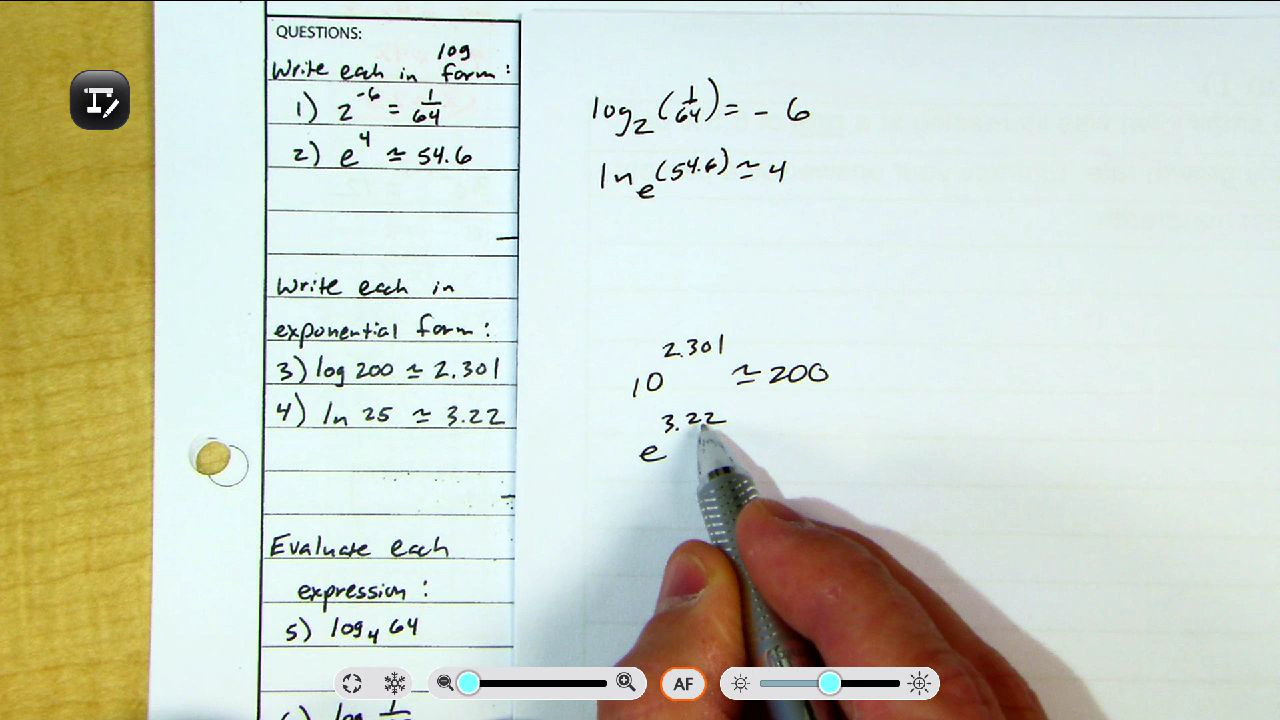 QUESTIONS:
log
Write each in form:
1) 2^-6 = 1/64
2) e^4 ≃ 54.6
Write each in
exponential form:
3) log 200 ≃ 2.301
4) ln 25 ≃ 3.22
Evaluate each
expression:
5) log₄ 64
log₂(1/64) = -6
lnₑ(54.6) ≃ 4
10^2.301 ≃ 200
e^3.22
AF